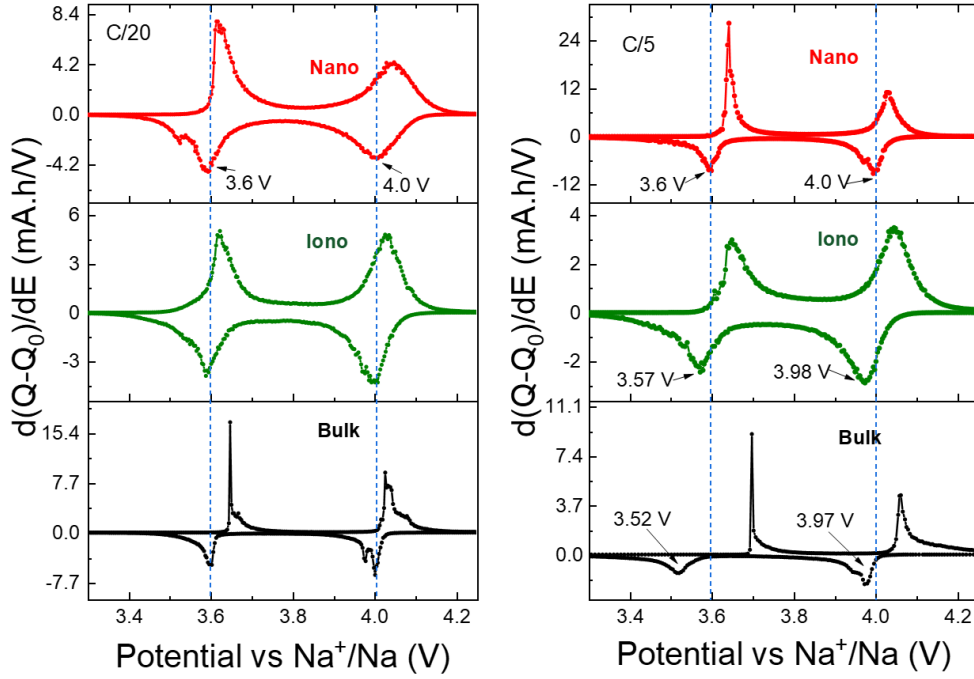 d(Q-Q0)/dE (mA.h/V)
C/20
Nano
8.4
4.2
0.0
-4.2
3.6 V
4.0 V
Iono
6
3
0
-3
Bulk
15.4
7.7
0.0
-7.7
3.4
3.6
3.8
4.0
4.2
Potential vs Na+/Na (V)
d(Q-Q0)/dE (mA.h/V)
C/5
Nano
24
12
0
-12
3.6 V
4.0 V
Iono
4
2
0
-2
3.57 V
3.98 V
Bulk
11.1
7.4
3.7
0.0
3.52 V
3.97 V
3.4
3.6
3.8
4.0
4.2
Potential vs Na+/Na (V)